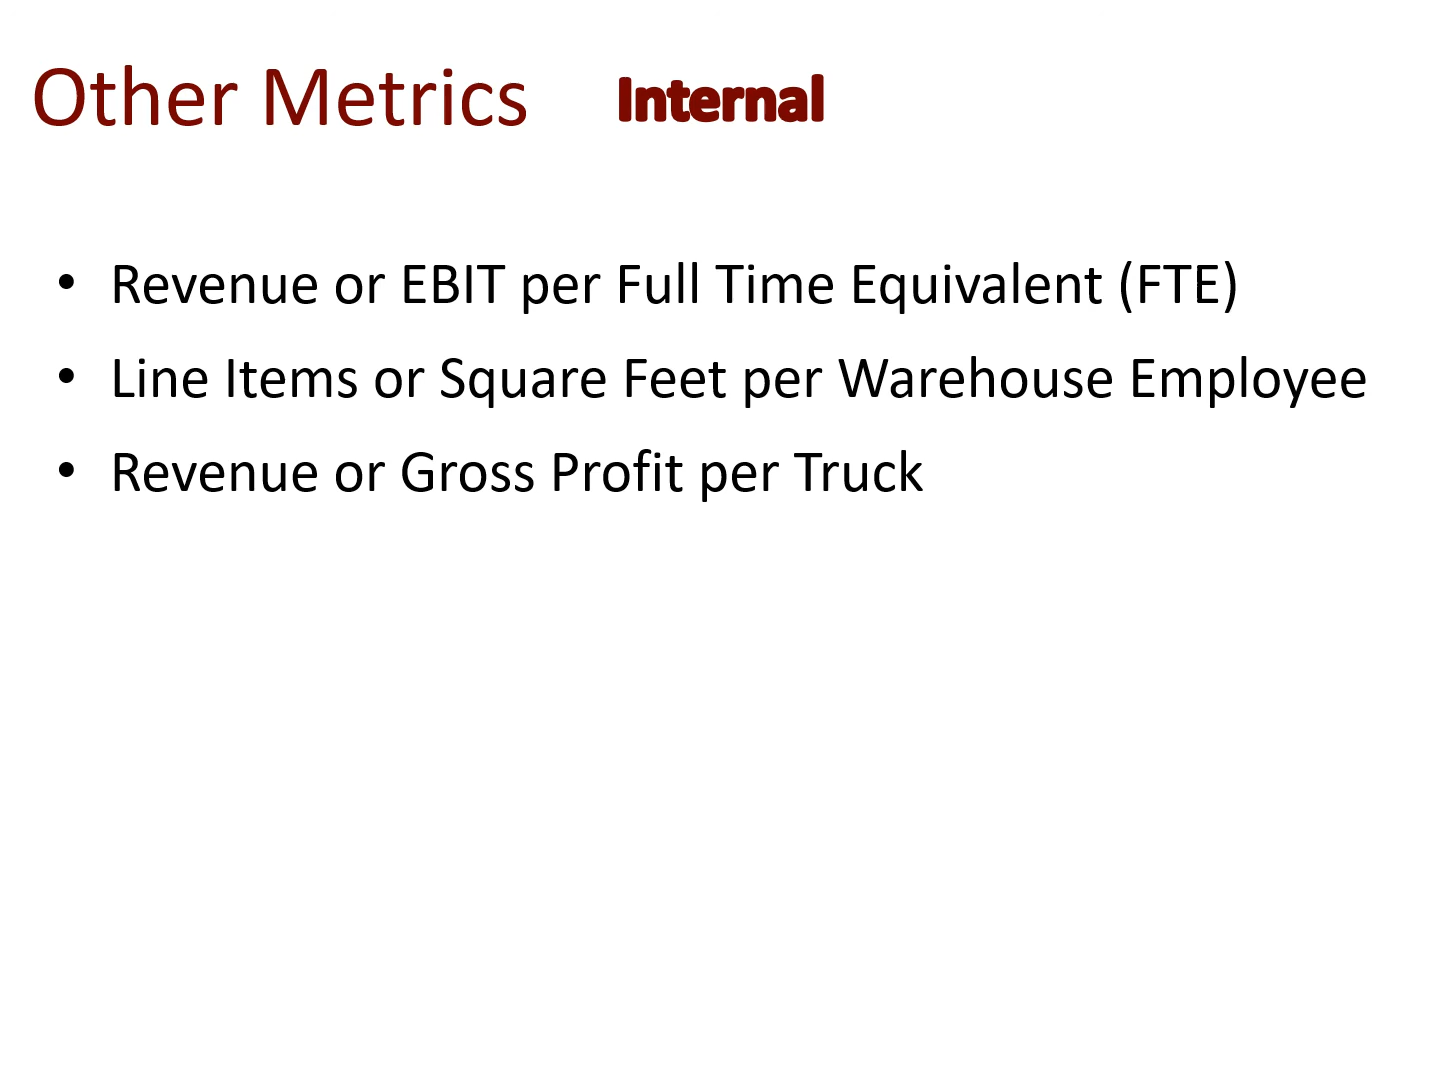 Other Metrics Internal
• Revenue or EBIT per Full Time Equivalent (FTE)
• Line Items or Square Feet per Warehouse Employee
• Revenue or Gross Profit per Truck